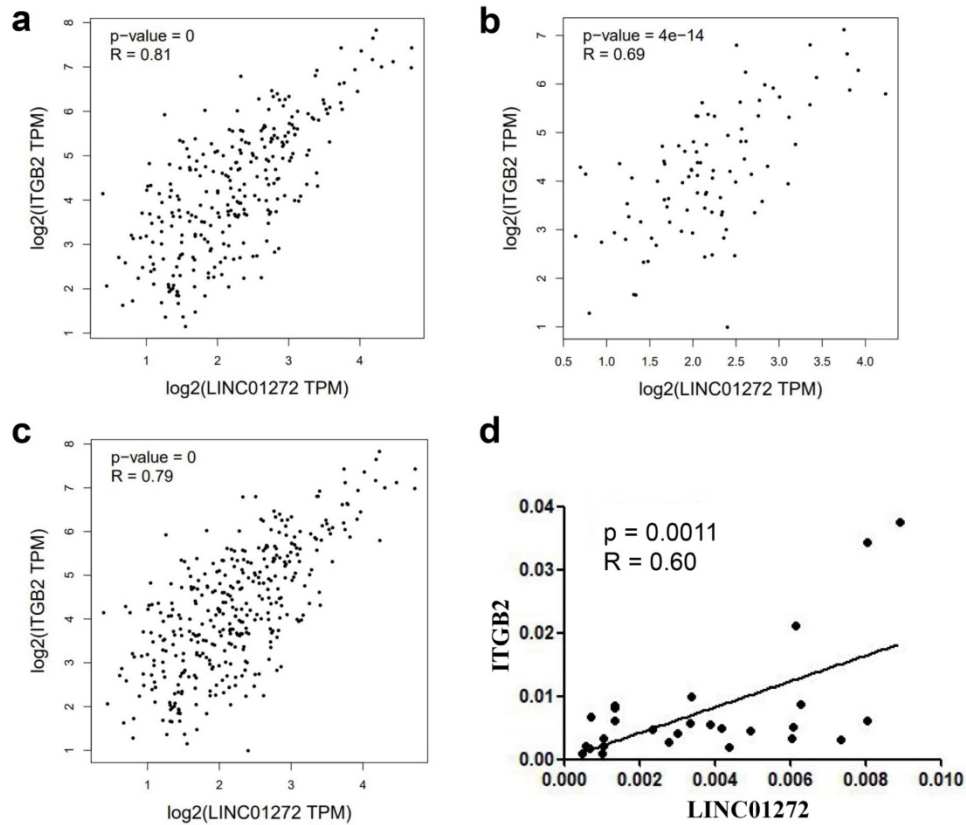 a
p-value = 0
R = 0.81
8
7
6
5
4
3
2
1
log2(ITGB2 TPM)
1 2 3 4
log2(LINC01272 TPM)
b
p-value = 4e-14
R = 0.69
7
6
5
4
3
2
1
log2(ITGB2 TPM)
0.5 1.0 1.5 2.0 2.5 3.0 3.5 4.0
log2(LINC01272 TPM)
c
p-value = 0
R = 0.79
8
7
6
5
4
3
2
1
log2(ITGB2 TPM)
1 2 3 4
log2(LINC01272 TPM)
d
p = 0.0011
R = 0.60
0.04
0.03
0.02
0.01
0.00
ITGB2
0.000 0.002 0.004 0.006 0.008 0.010
LINC01272